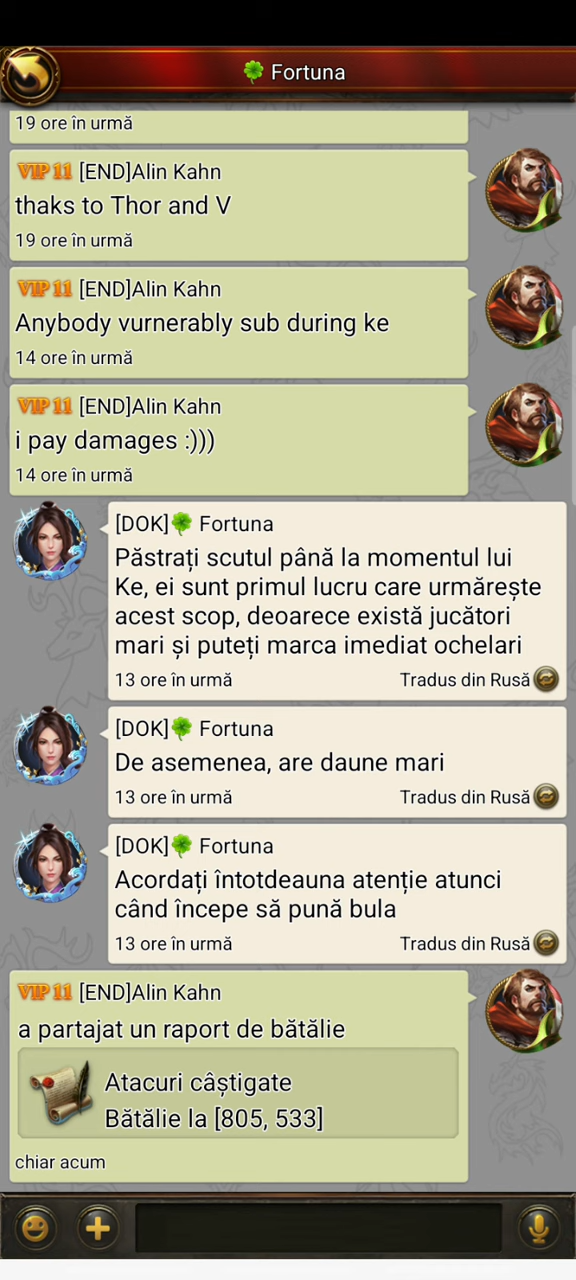 🍀 Fortuna
19 ore în urmă
VIP 11 [END]Alin Kahn
thaks to Thor and V
19 ore în urmă
VIP 11 [END]Alin Kahn
Anybody vurnerably sub during ke
14 ore în urmă
VIP 11 [END]Alin Kahn
i pay damages :)))
14 ore în urmă
[DOK]🍀 Fortuna
Păstrați scutul până la momentul lui
Ke, ei sunt primul lucru care urmărește
acest scop, deoarece există jucători
mari și puteți marca imediat ochelari
13 ore în urmă Tradus din Rusă
[DOK]🍀 Fortuna
De asemenea, are daune mari
13 ore în urmă Tradus din Rusă
[DOK]🍀 Fortuna
Acordați întotdeauna atenție atunci
când începe să pună bula
13 ore în urmă Tradus din Rusă
VIP 11 [END]Alin Kahn
a partajat un raport de bătălie
Atacuri câștigate
Bătălie la [805, 533]
chiar acum